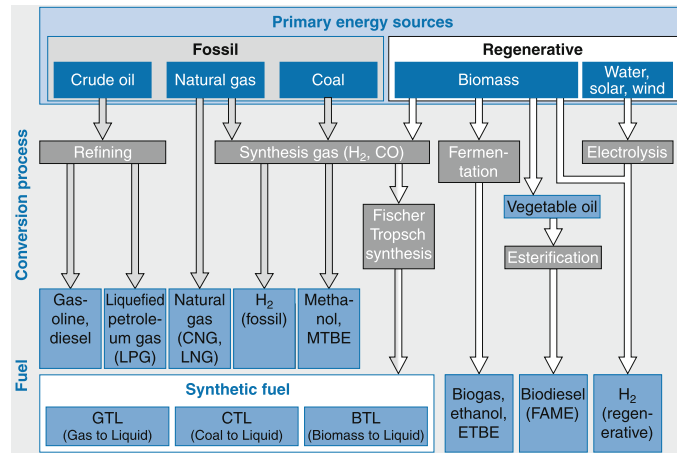 Primary energy sources
Fossil
Regenerative
Crude oil
Natural gas
Coal
Biomass
Water,
solar, wind
Conversion process
Refining
Synthesis gas (H₂, CO)
Fermen-
tation
Electrolysis
Vegetable oil
Fischer
Tropsch
synthesis
Esterification
Fuel
Gas-
oline,
diesel
Liquefied
petrole-
um gas
(LPG)
Natural
gas
(CNG,
LNG)
H₂
(fossil)
Metha-
nol,
MTBE
Synthetic fuel
GTL
(Gas to Liquid)
CTL
(Coal to Liquid)
BTL
(Biomass to Liquid)
Biogas,
ethanol,
ETBE
Biodiesel
(FAME)
H₂
(regen-
erative)